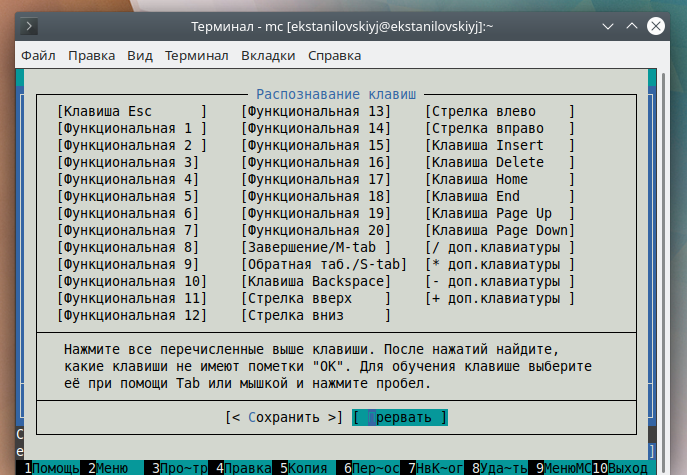 Терминал - mc [ekstanilovskiyj@ekstanilovskiyj]:~
Файл Правка Вид Терминал Вкладки Справка
Распознавание клавиш
[Клавиша Esc ] [Функциональная 13] [Стрелка влево ]
[Функциональная 1 ] [Функциональная 14] [Стрелка вправо ]
[Функциональная 2 ] [Функциональная 15] [Клавиша Insert ]
[Функциональная 3] [Функциональная 16] [Клавиша Delete ]
[Функциональная 4] [Функциональная 17] [Клавиша Home ]
[Функциональная 5] [Функциональная 18] [Клавиша End ]
[Функциональная 6] [Функциональная 19] [Клавиша Page Up ]
[Функциональная 7] [Функциональная 20] [Клавиша Page Down]
[Функциональная 8] [Завершение/M-tab ] [/ доп.клавиатуры ]
[Функциональная 9] [Обратная таб./S-tab] [* доп.клавиатуры ]
[Функциональная 10] [Клавиша Backspace] [- доп.клавиатуры ]
[Функциональная 11] [Стрелка вверх ] [+ доп.клавиатуры ]
[Функциональная 12] [Стрелка вниз ]
Нажмите все перечисленные выше клавиши. После нажатий найдите,
какие клавиши не имеют пометки "OK". Для обучения клавише выберите
её при помощи Tab или мышкой и нажмите пробел.
[< Сохранить >] [ Прервать ]
С
e ]
1Помощь 2Меню 3Про~тр 4Правка 5Копия 6Пер~ос 7НвК~ог 8Уда~ть 9МенюMC 10Выход